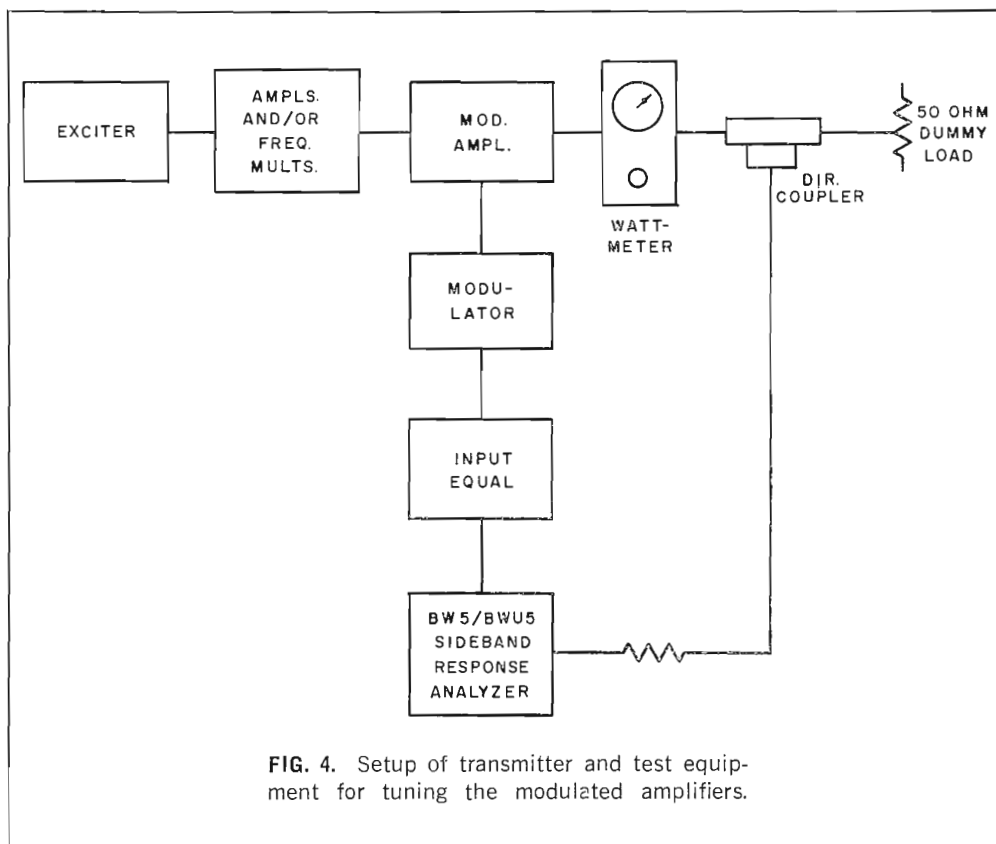 EXCITER
AMPLS.
AND/OR
FREQ.
MULTS.
MOD.
AMPL.
WATT-
METER
DIR.
COUPLER
50 OHM
DUMMY
LOAD
MODU-
LATOR
INPUT
EQUAL
BW5/BWU5
SIDEBAND
RESPONSE
ANALYZER
FIG. 4. Setup of transmitter and test equip-
ment for tuning the modulated amplifiers.